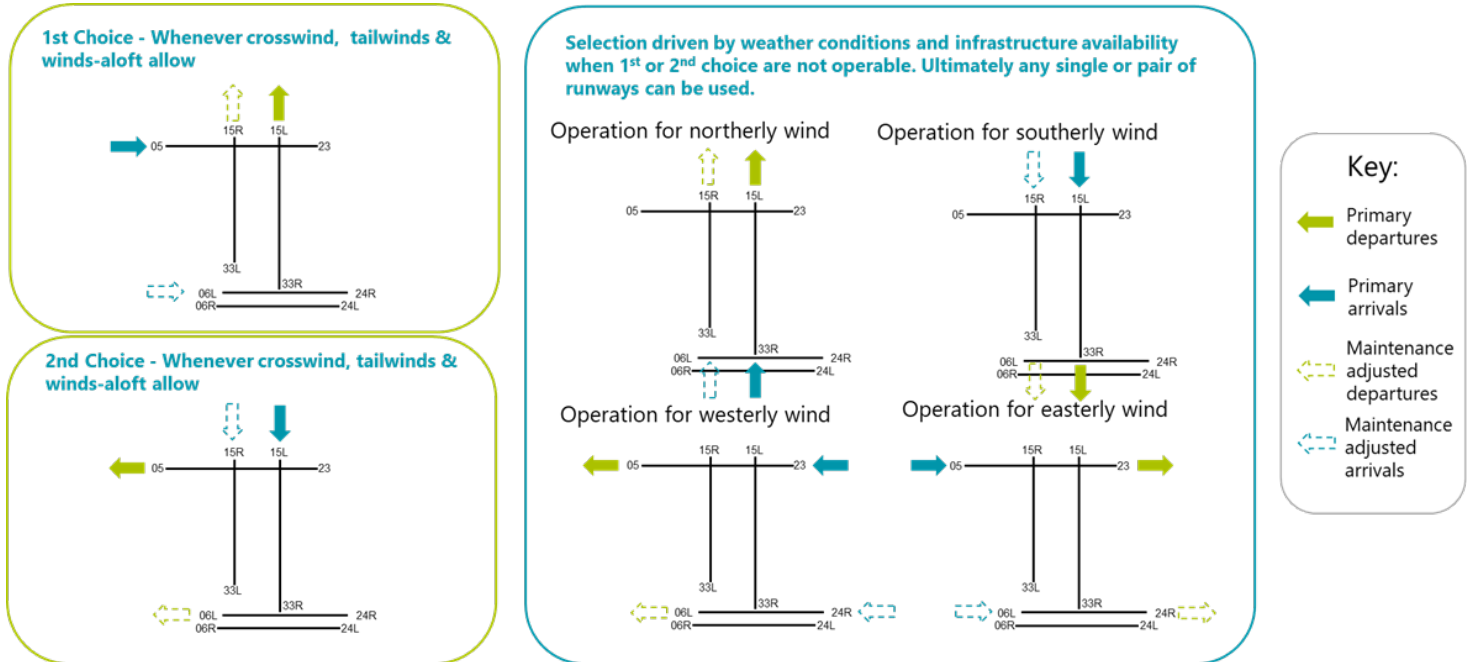 1st Choice - Whenever crosswind, tailwinds &
winds-aloft allow
15R
15L
05
23
33L
33R
06L
24R
06R
24L
2nd Choice - Whenever crosswind, tailwinds &
winds-aloft allow
15R
15L
05
23
33L
33R
06L
24R
06R
24L
Selection driven by weather conditions and infrastructure availability
when 1st or 2nd choice are not operable. Ultimately any single or pair of
runways can be used.
Operation for northerly wind
15R
15L
05
23
33L
33R
06L
24R
06R
24L
Operation for southerly wind
15R
15L
05
23
33L
33R
06L
24R
06R
24L
Operation for westerly wind
15R
15L
05
23
33L
33R
06L
24R
06R
24L
Operation for easterly wind
15R
15L
05
23
33L
33R
06L
24R
06R
24L
Key:
Primary
departures
Primary
arrivals
Maintenance
adjusted
departures
Maintenance
adjusted
arrivals